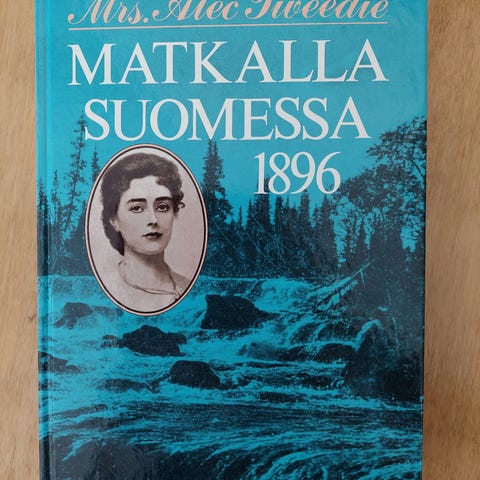 Mrs. Alec Tweedie
MATKALLA
SUOMESSA
1896